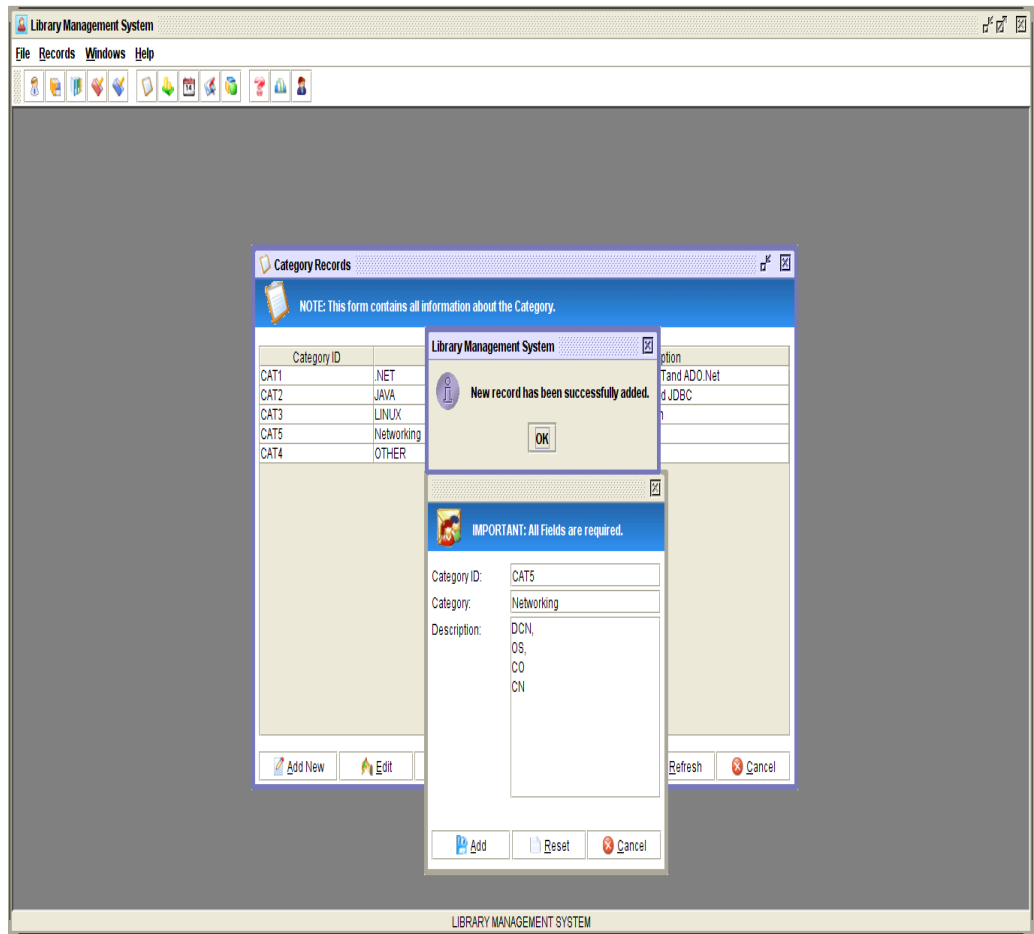 Library Management System
File Records Windows Help
14
Category Records
NOTE: This form contains all information about the Category.
Category ID
CAT1 .NET
CAT2 JAVA
CAT3 LINUX
CAT5 Networking
CAT4 OTHER
ption
Tand ADO.Net
d JDBC
Library Management System
New record has been successfully added.
OK
IMPORTANT: All Fields are required.
Category ID: CAT5
Category: Networking
Description: DCN,
OS,
CO
CN
Add New Edit Refresh Cancel
Add Reset Cancel
LIBRARY MANAGEMENT SYSTEM